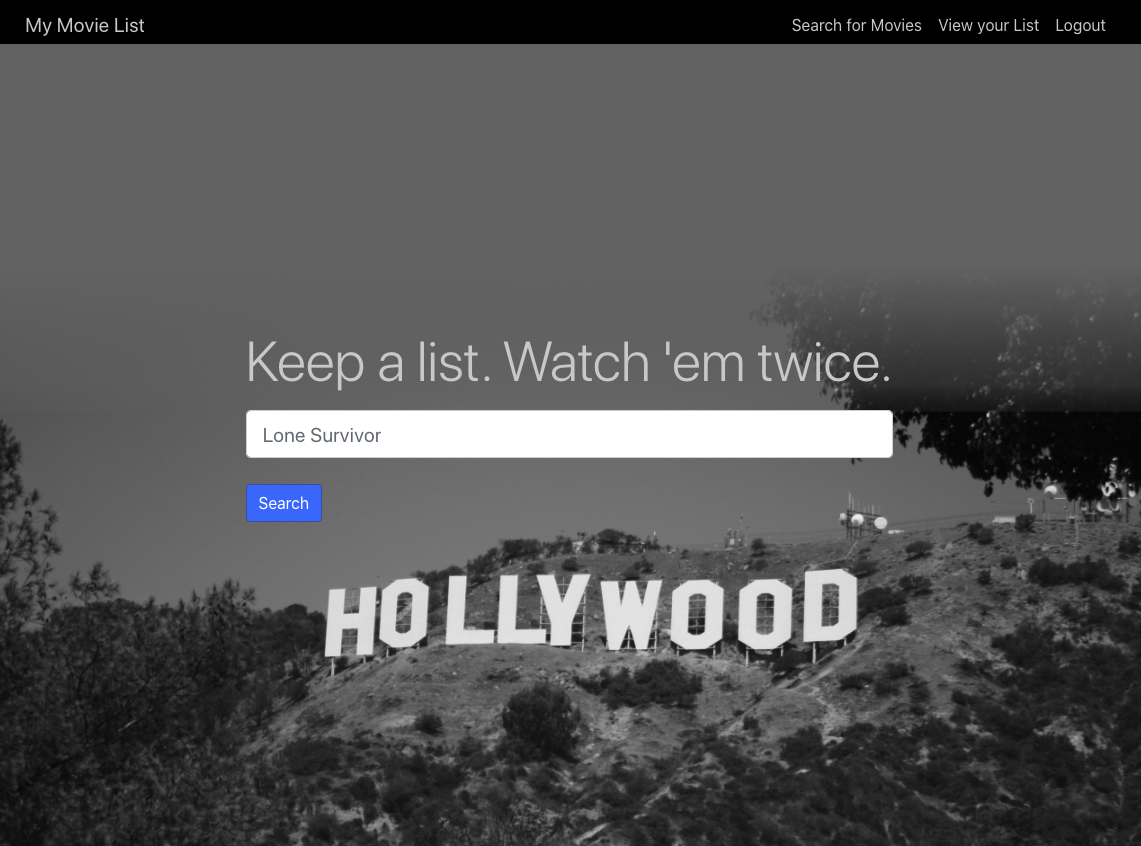 My Movie List
Search for Movies
View your List
Logout
Keep a list. Watch 'em twice.
Lone Survivor
Search
HOLLYWOOD